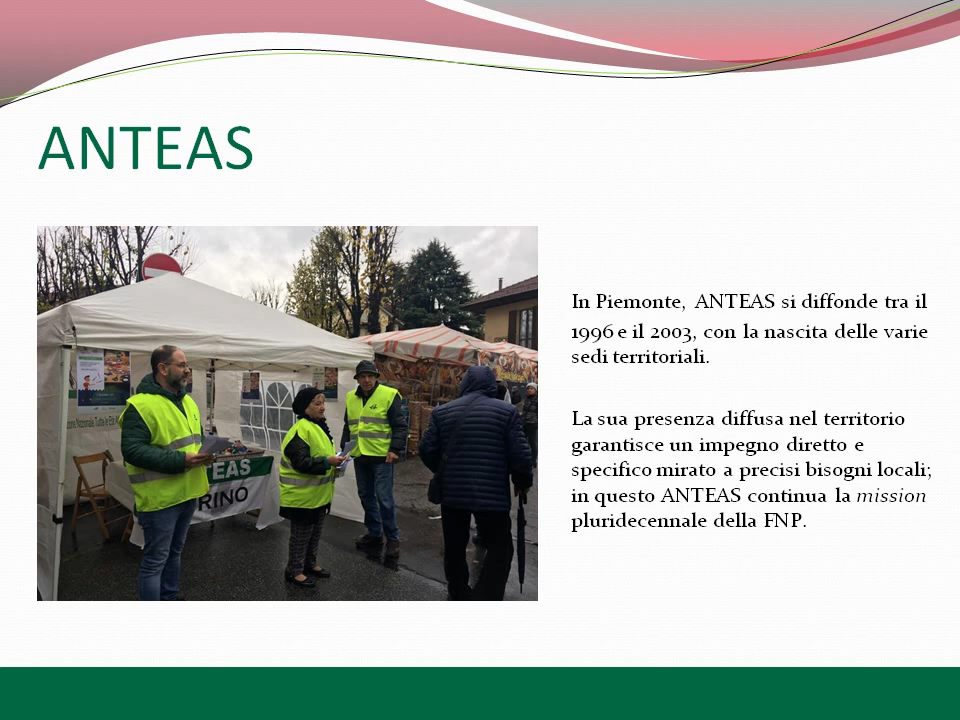 ANTEAS
EAS
RINO
In Piemonte, ANTEAS si diffonde tra il
1996 e il 2003, con la nascita delle varie
sedi territoriali.
La sua presenza diffusa nel territorio
garantisce un impegno diretto e
specifico mirato a precisi bisogni locali;
in questo ANTEAS continua la mission
pluridecennale della FNP.